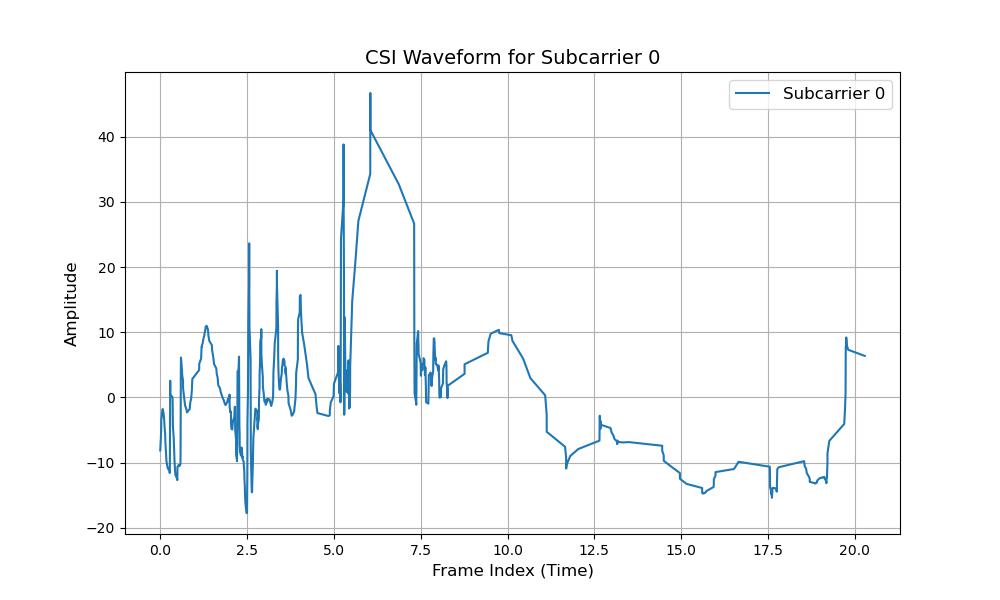 CSI Waveform for Subcarrier 0
Subcarrier 0
Amplitude
40
30
20
10
0
−10
−20
0.0 2.5 5.0 7.5 10.0 12.5 15.0 17.5 20.0
Frame Index (Time)